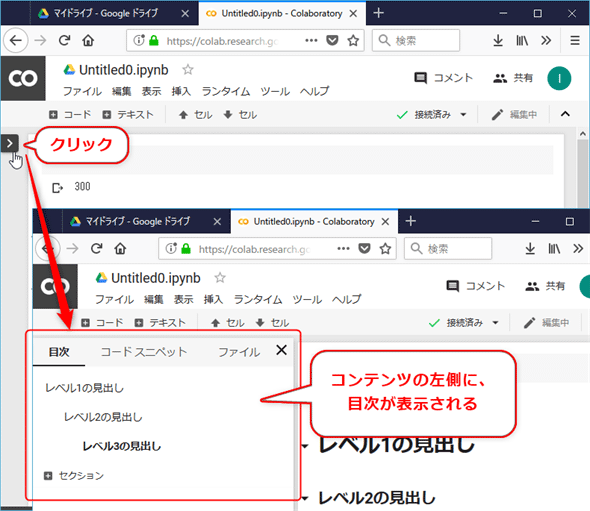 マイドライブ - Google ドライブ
Untitled0.ipynb - Colaboratory
https://colab.research.go
検索
CO
Untitled0.ipynb
コメント
共有
I
ファイル 編集 表示 挿入 ランタイム ツール ヘルプ
コード テキスト セル セル 接続済み 編集中
クリック
300
マイドライブ - Google ドライブ
Untitled0.ipynb - Colaboratory
https://colab.research.go
検索
CO
Untitled0.ipynb
コメント
共有
ファイル 編集 表示 挿入 ランタイム ツール ヘルプ
コード テキスト セル セル 接続済み 編集中
目次 コード スニペット ファイル
レベル1の見出し
レベル2の見出し
レベル3の見出し
セクション
コンテンツの左側に、
目次が表示される
レベル1の見出し
レベル2の見出し